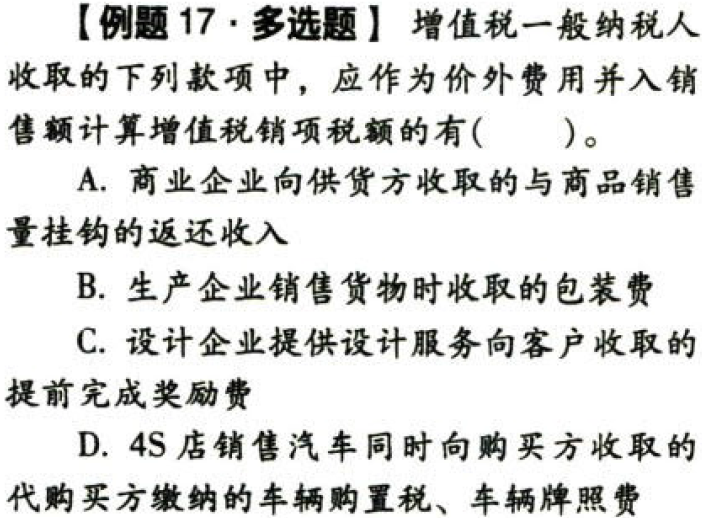 【例题 17·多选题】 增值税一般纳税人
收取的下列款项中，应作为价外费用并入销
售额计算增值税销项税额的有(　　)。
A. 商业企业向供货方收取的与商品销售
量挂钩的返还收入
B. 生产企业销售货物时收取的包装费
C. 设计企业提供设计服务向客户收取的
提前完成奖励费
D. 4S 店销售汽车同时向购买方收取的
代购买方缴纳的车辆购置税、车辆牌照费